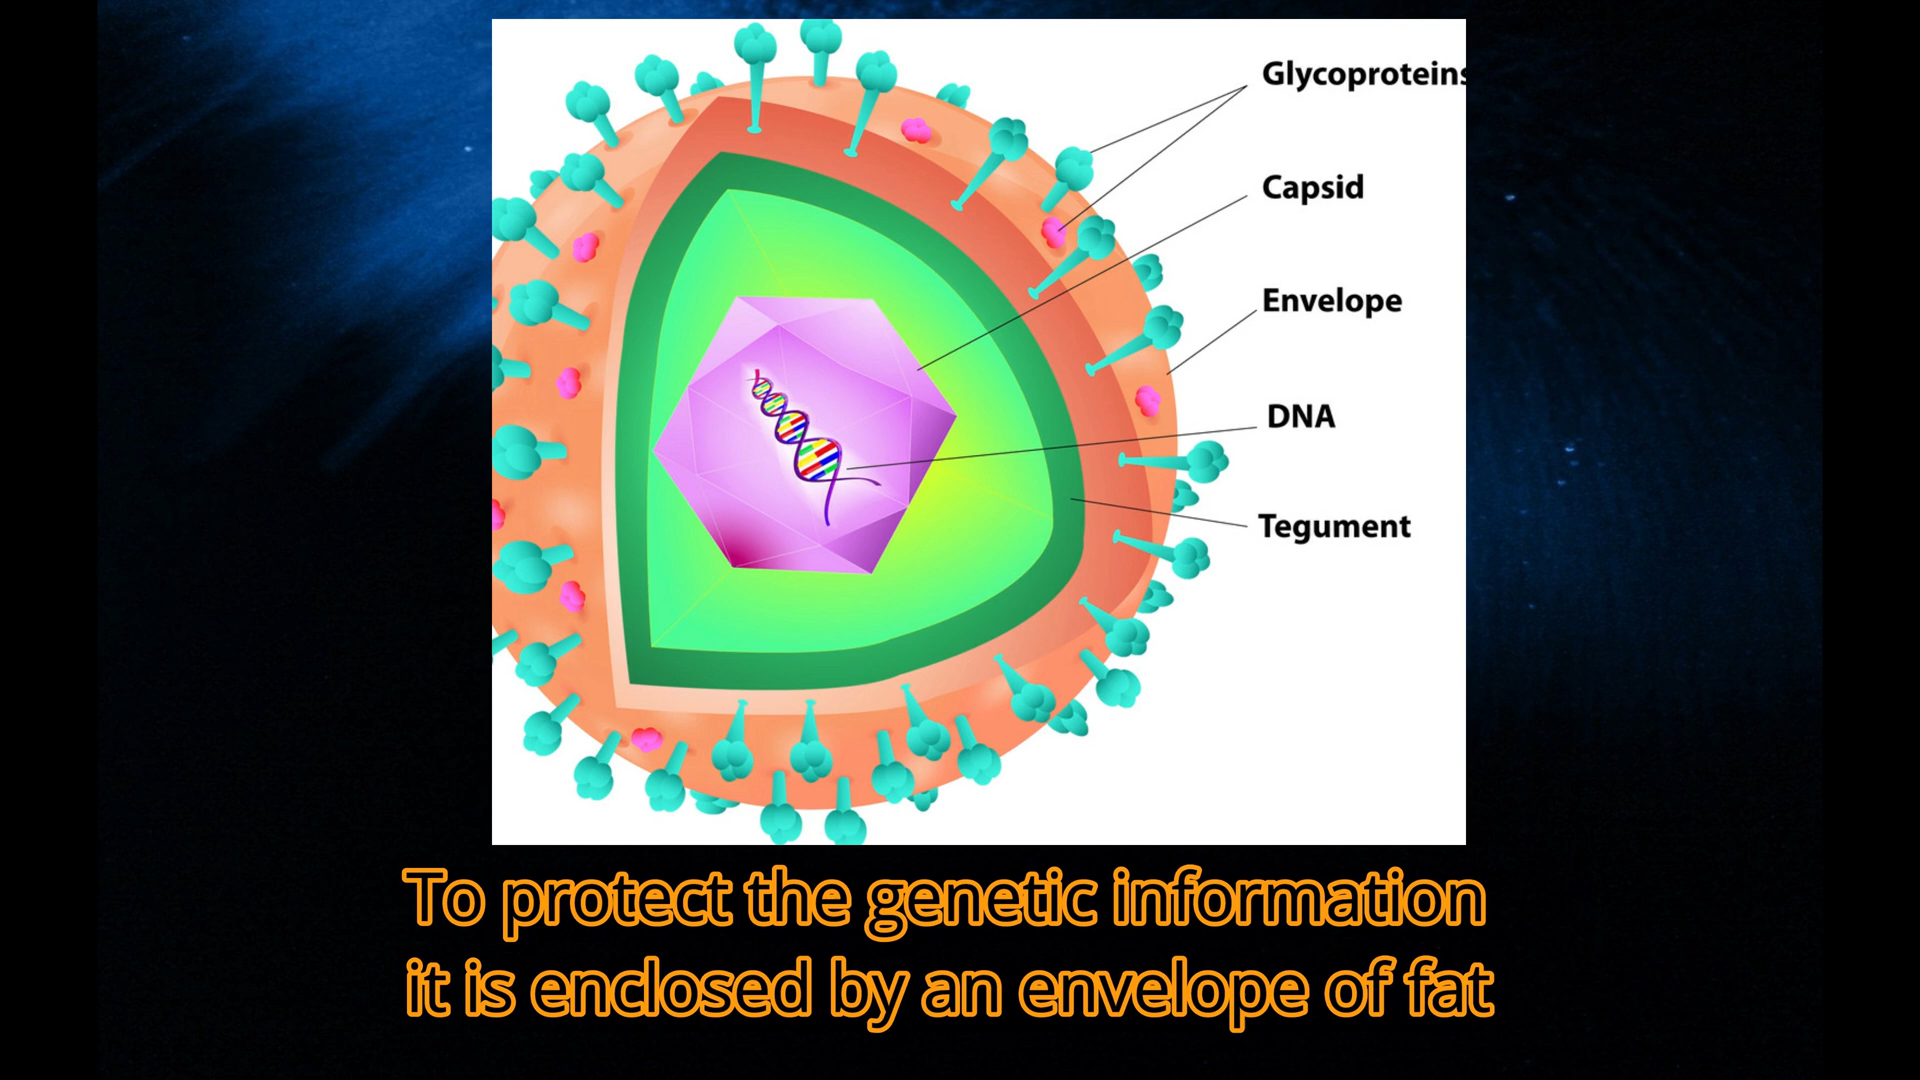 Glycoproteins
Capsid
Envelope
DNA
Tegument
To protect the genetic information
it is enclosed by an envelope of fat